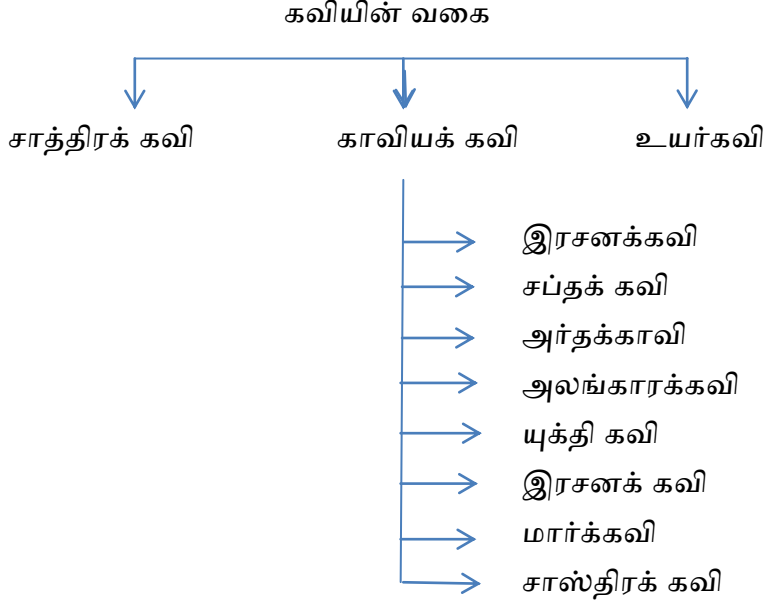 கவியின் வகை
சாத்திரக் கவி காவியக் கவி உயர்கவி
இரசனக்கவி
சப்தக் கவி
அர்தக்காவி
அலங்காரக்கவி
யுக்தி கவி
இரசனக் கவி
மார்க்கவி
சாஸ்திரக் கவி